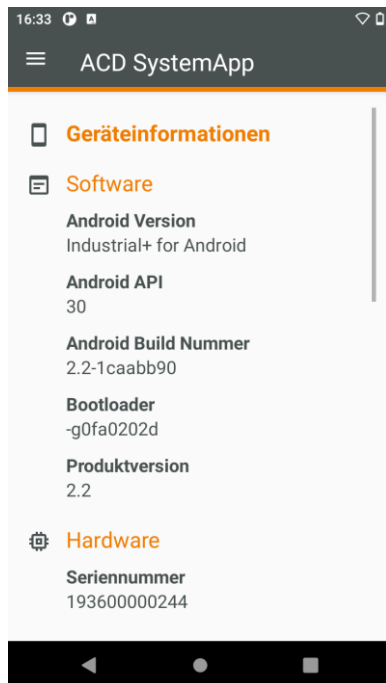 16:33
ACD SystemApp
Geräteinformationen
Software
Android Version
Industrial+ for Android
Android API
30
Android Build Nummer
2.2-1caabb90
Bootloader
-g0fa0202d
Produktversion
2.2
Hardware
Seriennummer
193600000244